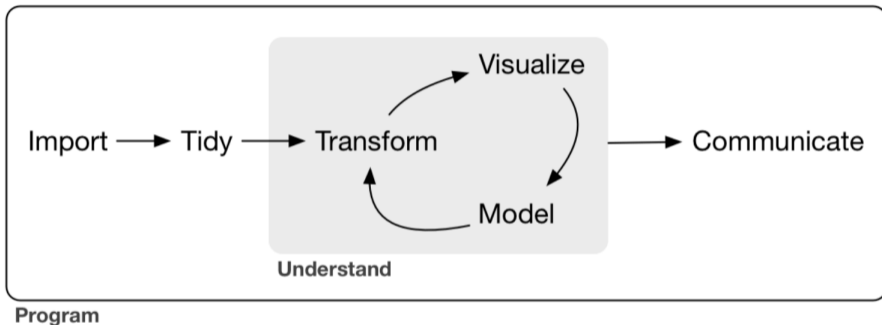 Visualize
Import Tidy Transform Communicate
Model
Understand
Program